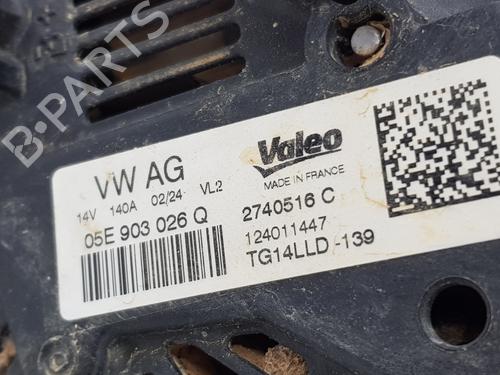 B-PARTS
VW AG
Valeo
MADE IN FRANCE
14V 140A 02/24 VL2
05E 903 026 Q
2740516 C
124011447
TG14LLD -139